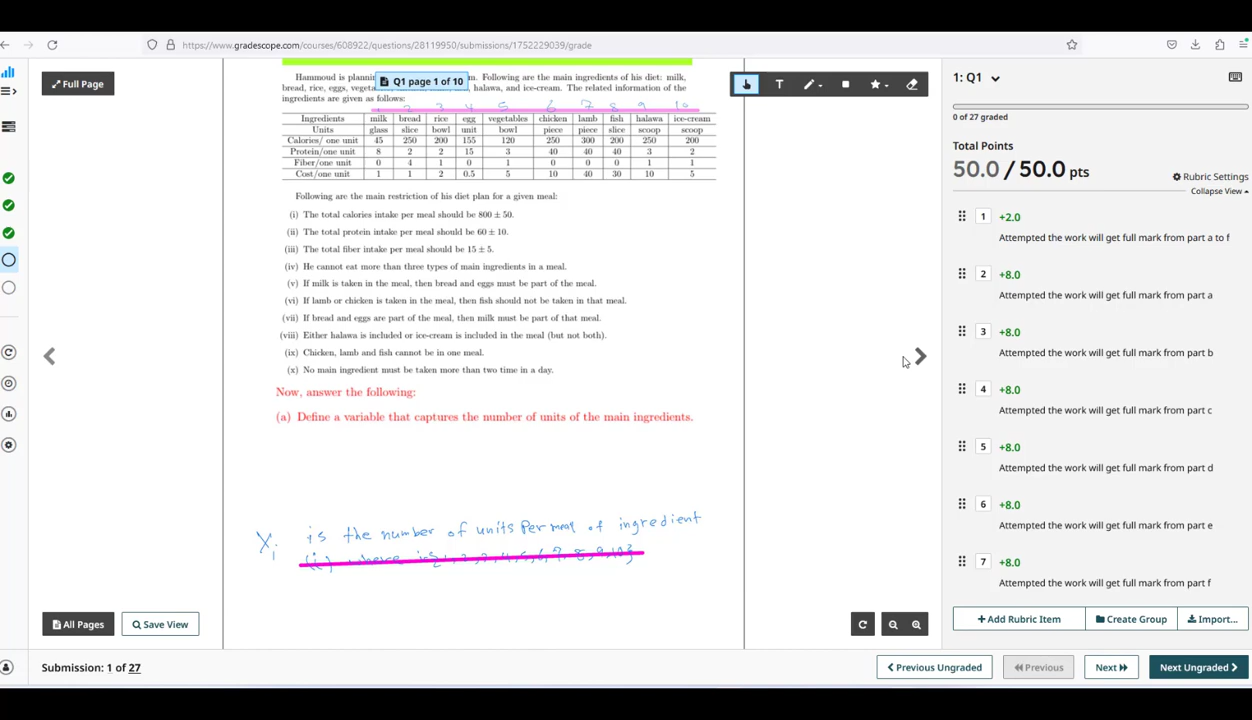 https://www.gradescope.com/courses/608922/questions/28119950/submissions/1752229039/grade
Full Page
Q1 page 1 of 10
T
Hammoud is plannin m. Following are the main ingredients of his diet: milk,
bread, rice, eggs, vegeta halawa, and ice-cream. The related information of the
ingredients are given as follows:
2 3 4 5 6 7 8 9 10
Ingredients milk bread rice egg vegetables chicken lamb fish halawa ice-cream
Units glass slice bowl unit bowl piece piece slice scoop scoop
Calories/ one unit 45 250 200 155 120 250 300 200 250 200
Protein/one unit 8 2 2 15 3 40 40 40 3 2
Fiber/one unit 0 4 1 0 1 0 0 0 1 1
Cost/one unit 1 1 2 0.5 5 10 40 30 10 5
Following are the main restriction of his diet plan for a given meal:
(i) The total calories intake per meal should be 800 ± 50.
(ii) The total protein intake per meal should be 60 ± 10.
(iii) The total fiber intake per meal should be 15 ± 5.
(iv) He cannot eat more than three types of main ingredients in a meal.
(v) If milk is taken in the meal, then bread and eggs must be part of the meal.
(vi) If lamb or chicken is taken in the meal, then fish should not be taken in that meal.
(vii) If bread and eggs are part of the meal, then milk must be part of that meal.
(viii) Either halawa is included or ice-cream is included in the meal (but not both).
(ix) Chicken, lamb and fish cannot be in one meal.
(x) No main ingredient must be taken more than two time in a day.
Now, answer the following:
(a) Define a variable that captures the number of units of the main ingredients.
Xi is the number of units Per meal of ingredient
(i) where
All Pages
Save View
Submission: 1 of 27
1: Q1
0 of 27 graded
Total Points
50.0 / 50.0 pts
Rubric Settings
Collapse View
1 +2.0
Attempted the work will get full mark from part a to f
2 +8.0
Attempted the work will get full mark from part a
3 +8.0
Attempted the work will get full mark from part b
4 +8.0
Attempted the work will get full mark from part c
5 +8.0
Attempted the work will get full mark from part d
6 +8.0
Attempted the work will get full mark from part e
7 +8.0
Attempted the work will get full mark from part f
+ Add Rubric Item
Create Group
Import...
Previous Ungraded
Previous
Next
Next Ungraded